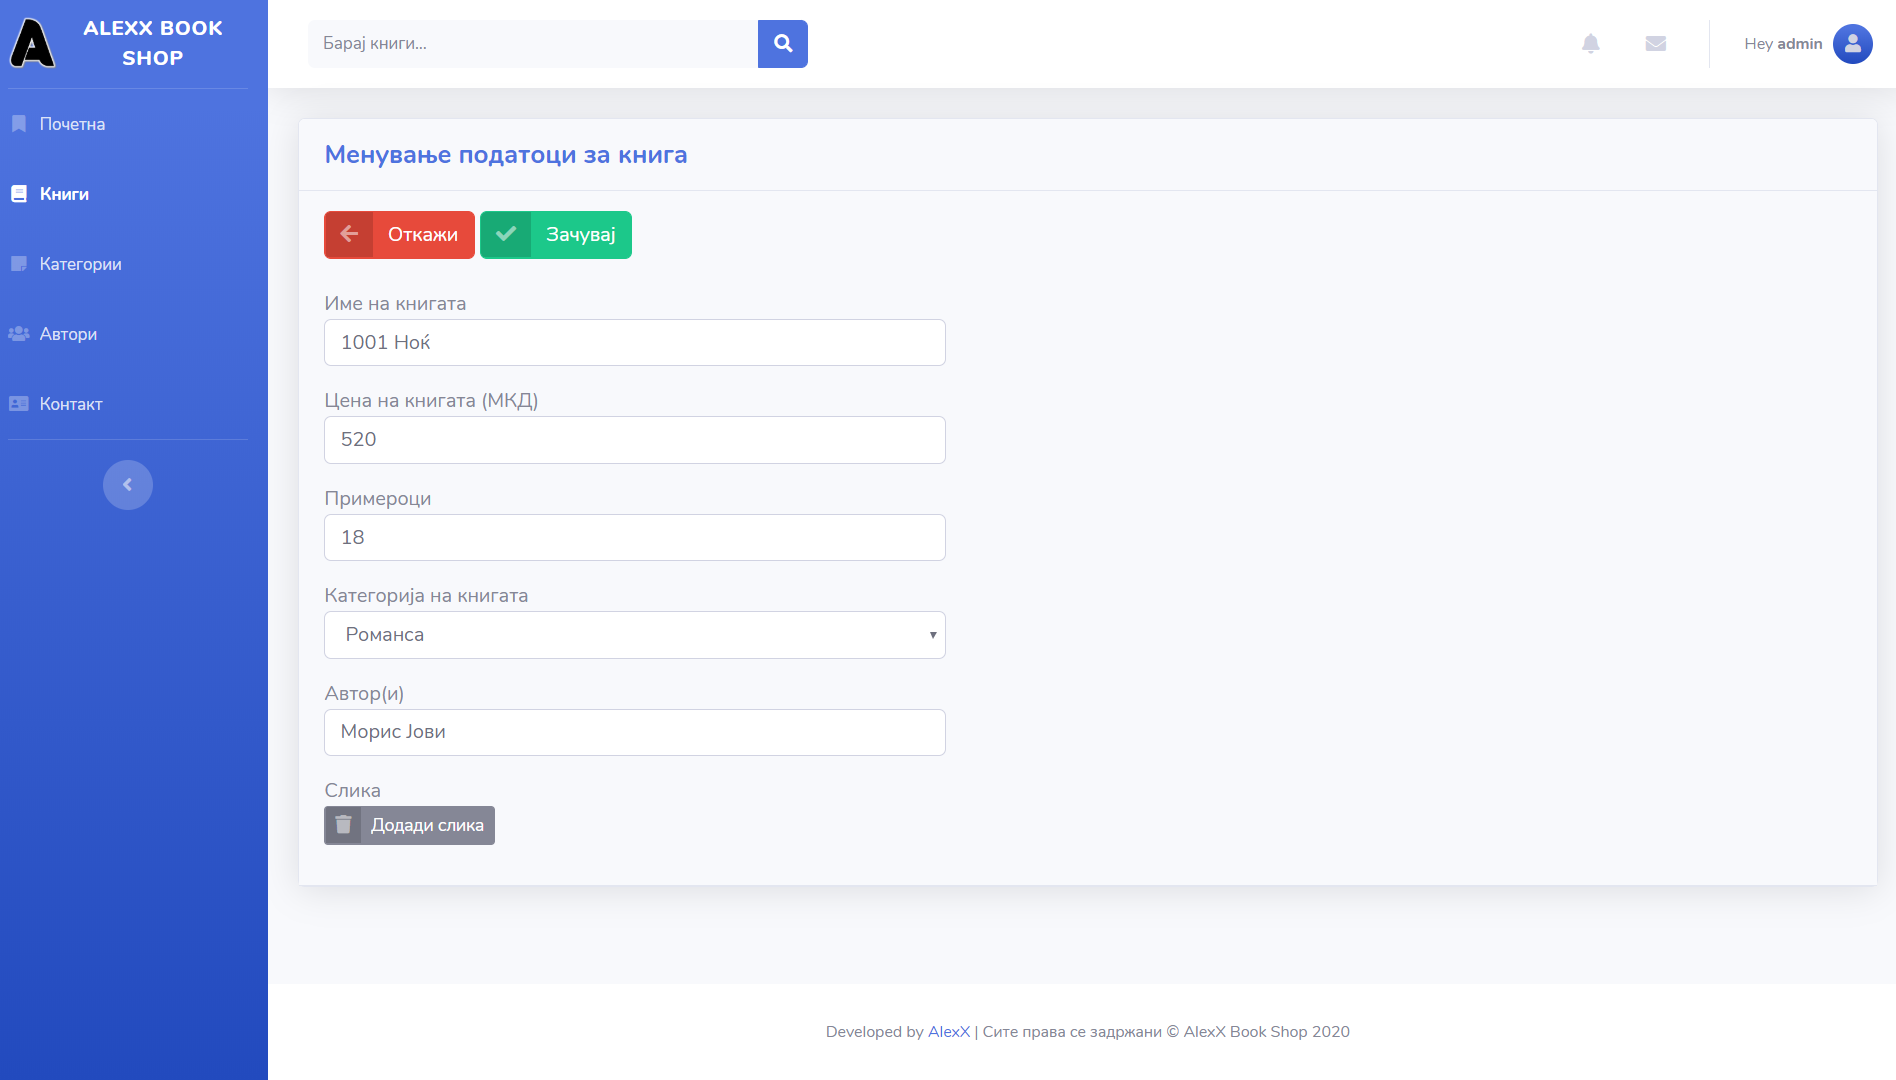 ALEXX BOOK
SHOP
Барај книги...
Hey admin
Почетна
Книги
Категории
Автори
Контакт
Менување податоци за книга
Откажи
Зачувај
Име на книгата
1001 Ноќ
Цена на книгата (МКД)
520
Примероци
18
Категорија на книгата
Романса
Автор(и)
Морис Јови
Слика
Додади слика
Developed by AlexX | Сите права се задржани © AlexX Book Shop 2020